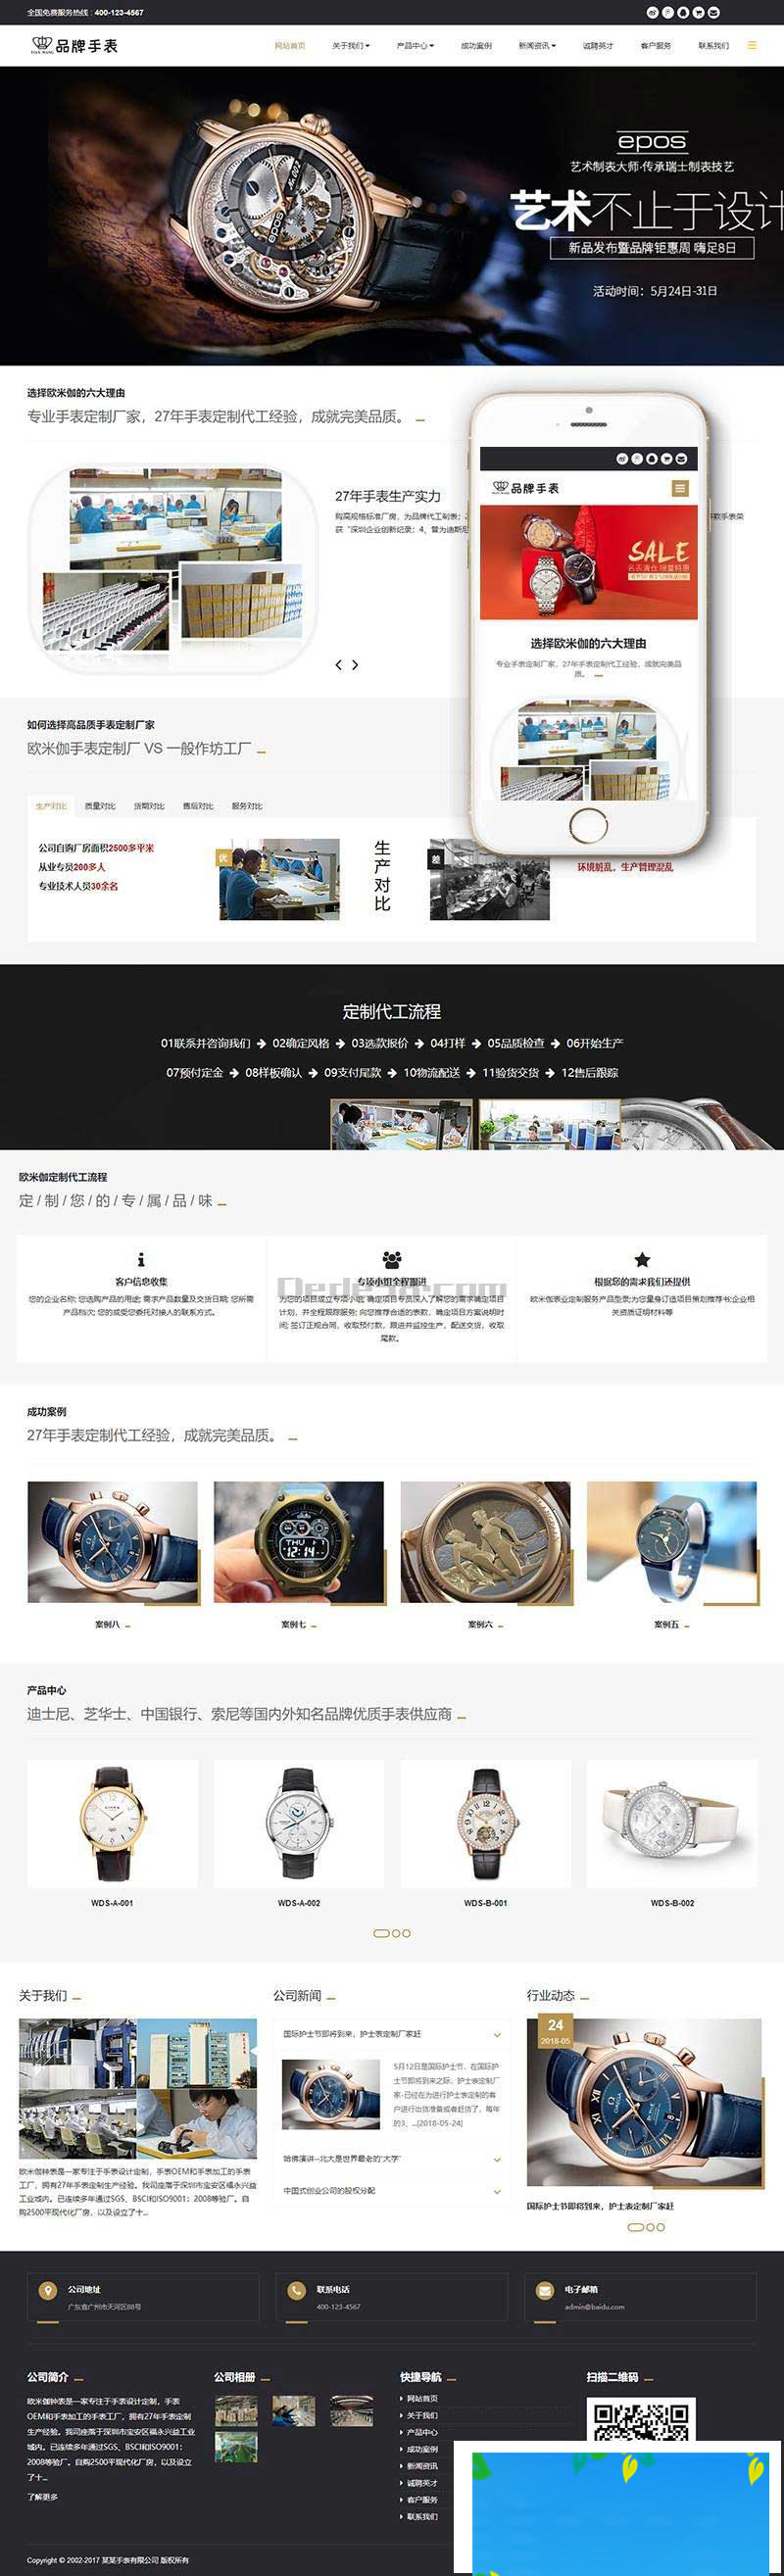 全国免费服务热线：400-123-4567
品牌手表
网站首页 关于我们 产品中心 成功案例 新闻资讯 诚聘英才 客户服务 联系我们
epos
艺术制表大师·传承瑞士制表技艺
艺术不止于设计
新品发布暨品牌钜惠周 嗨足8日
活动时间：5月24日-31日
选择欧米伽的六大理由
专业手表定制厂家，27年手表定制代工经验，成就完美品质。
27年手表生产实力
购高规格标准厂房，为品牌代工制表；
获“深圳企业创新纪录；4、曾为迪斯尼
款手表荣
品牌手表
SALE
名表清仓 限量特惠
选择欧米伽的六大理由
专业手表定制厂家，27年手表定制代工经验，成就完美品
质。
如何选择高品质手表定制厂家
欧米伽手表定制厂 VS 一般作坊工厂
生产对比 质量对比 货期对比 售后对比 服务对比
公司自购厂房面积2500多平米
从业专员200多人
专业技术人员30余名
优
生产对比
差
环境脏乱，生产管理混乱
定制代工流程
01联系并咨询我们 → 02确定风格 → 03选款报价 → 04打样 → 05品质检查 → 06开始生产
07预付定金 → 08样板确认 → 09支付尾款 → 10物流配送 → 11验货交货 → 12售后跟踪
欧米伽定制代工流程
定/制/您/的/专/属/品/味
客户信息收集
您的企业名称; 您选购产品的用途; 需求产品数量及交货日期; 您所需
产品档次; 您的或受您委托对接人的联系方式。
专项小组全程跟进
为您的项目成立专项小组; 确定项目专员深入了解您的需求确定项目
计划，并全程跟踪服务; 向您推荐合适的表款，确定项目方案说明时
间; 签订正规合同，收取预付款，跟进并监控生产，配送交货，收取
尾款。
根据您的需求我们还提供
欧米伽表业定制服务产品型录;为您量身订造项目策划推荐书;企业相
关资质证明材料等
成功案例
27年手表定制代工经验，成就完美品质。
THU
12:14
案例八
案例七
案例六
案例五
产品中心
迪士尼、芝华士、中国银行、索尼等国内外知名品牌优质手表供应商
WDS-A-001
WDS-A-002
WDS-B-001
WDS-B-002
关于我们
欧米伽钟表是一家专注于手表设计定制，手表OEM和手表加工的手表
工厂，拥有27年手表定制生产经验。我司座落于深圳市宝安区福永兴益
工业城内。已连续多年通过SGS、BSCI和ISO9001：2008等验厂。自
购2500平现代化厂房，以及设立了十...
公司新闻
国际护士节即将到来，护士表定制厂家赶
5月12日是国际护士节，在国际护
士节即将到来之际，护士表定制厂
家-已经在为进行护士表定制的客
户进行出货准备或者赶货了，每年
的3、...[2018-05-24]
哈佛演讲--北大是世界最老的“大学”
中国式创业公司的股权分配
行业动态
24
2018-05
国际护士节即将到来，护士表定制厂家赶
公司地址
广东省广州市天河区88号
联系电话
400-123-4567
电子邮箱
admin@baidu.com
公司简介
欧米伽钟表是一家专注于手表设计定制，手表
OEM和手表加工的手表工厂，拥有27年手表定制
生产经验。我司座落于深圳市宝安区福永兴益工业
城内。已连续多年通过SGS、BSCI和ISO9001：
2008等验厂。自购2500平现代化厂房，以及设立
了十...
了解更多
公司相册
快捷导航
网站首页
关于我们
产品中心
成功案例
新闻资讯
诚聘英才
客户服务
联系我们
扫描二维码
Copyright © 2002-2017 某某手表有限公司 版权所有